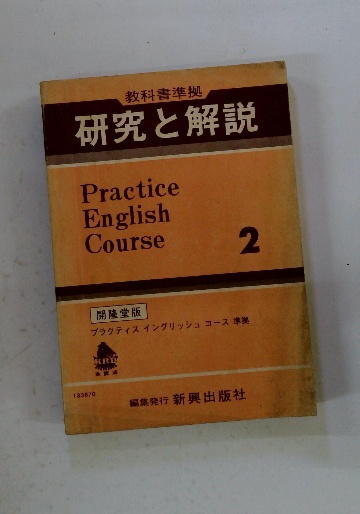 教科書準拠
研究と解説
Practice
English
Course
2
開隆堂版
プラクティス イングリッシュ コース 準拠
編集発行 新興出版社